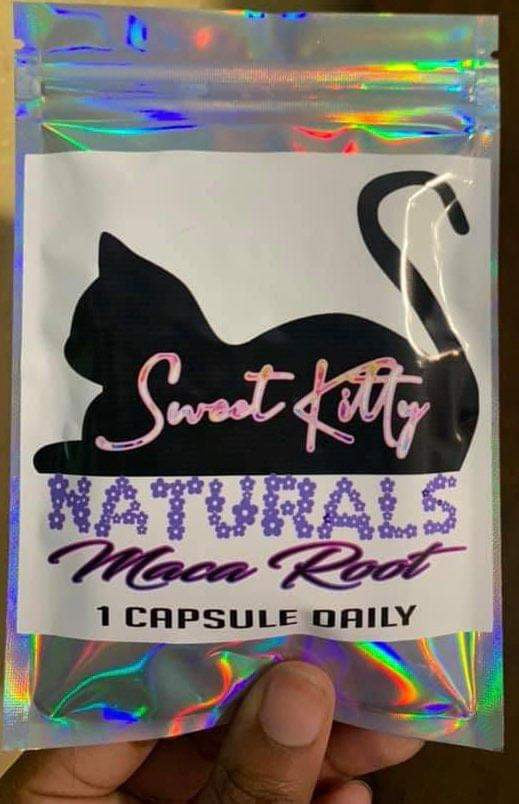 Sweet Kitty
NATURALS
Maca Root
1 CAPSULE DAILY